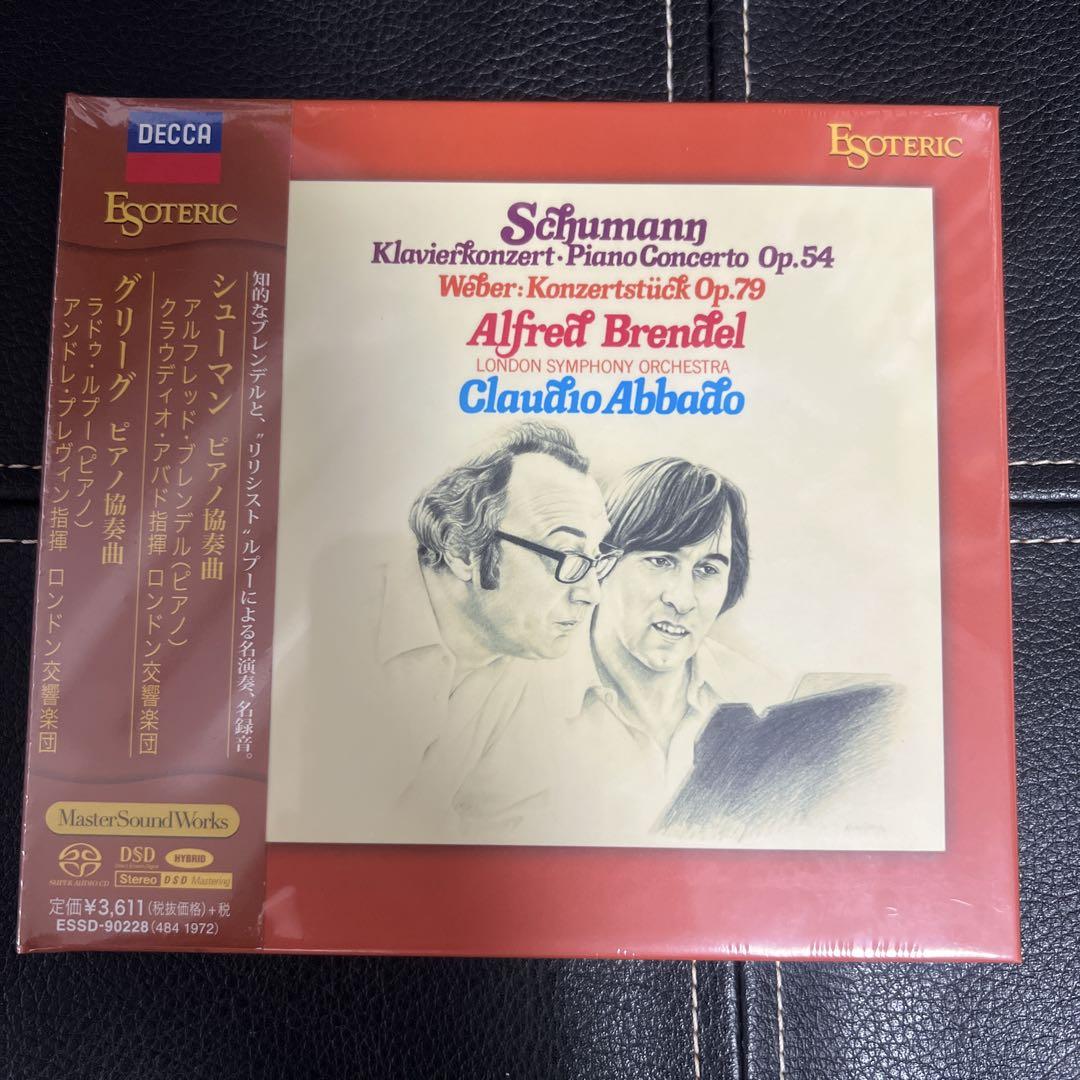 DECCA
ESOTERIC
知的なブレンデルと、“リリシスト”ルプーによる名演奏、名録音。
シューマン ピアノ協奏曲
アルフレッド・ブレンデル(ピアノ)
クラウディオ・アバド指揮 ロンドン交響楽団
グリーグ ピアノ協奏曲
ラドゥ・ルプー(ピアノ)
アンドレ・プレヴィン指揮 ロンドン交響楽団
MasterSoundWorks
SUPER AUDIO CD
DSD
HYBRID
Stereo DSD Mastering
定価¥3,611(税抜価格)+税
ESSD-90228(484 1972)
ESOTERIC
Schumann
Klavierkonzert・Piano Concerto Op.54
Weber: Konzertstück Op.79
Alfred Brendel
LONDON SYMPHONY ORCHESTRA
Claudio Abbado